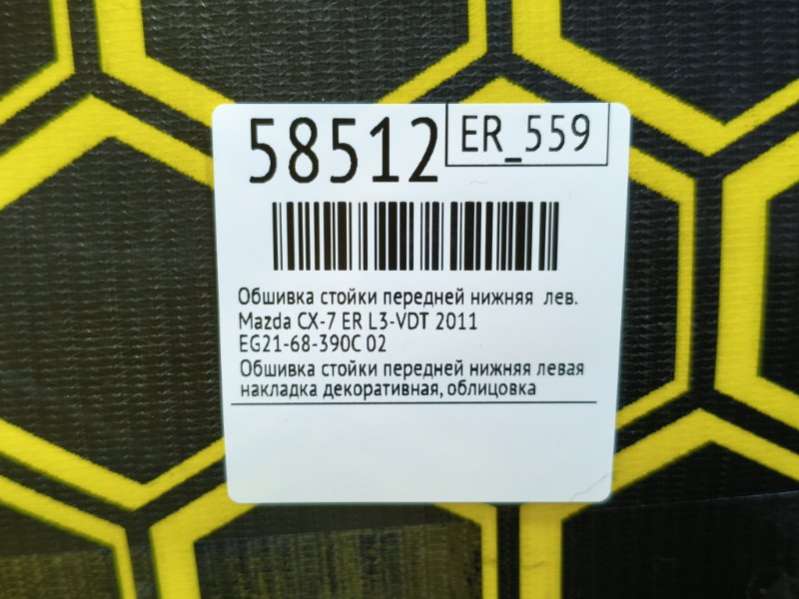 58512
ER_559
Обшивка стойки передней нижняя лев.
Mazda CX-7 ER L3-VDT 2011
EG21-68-390C 02
Обшивка стойки передней нижняя левая
накладка декоративная, облицовка